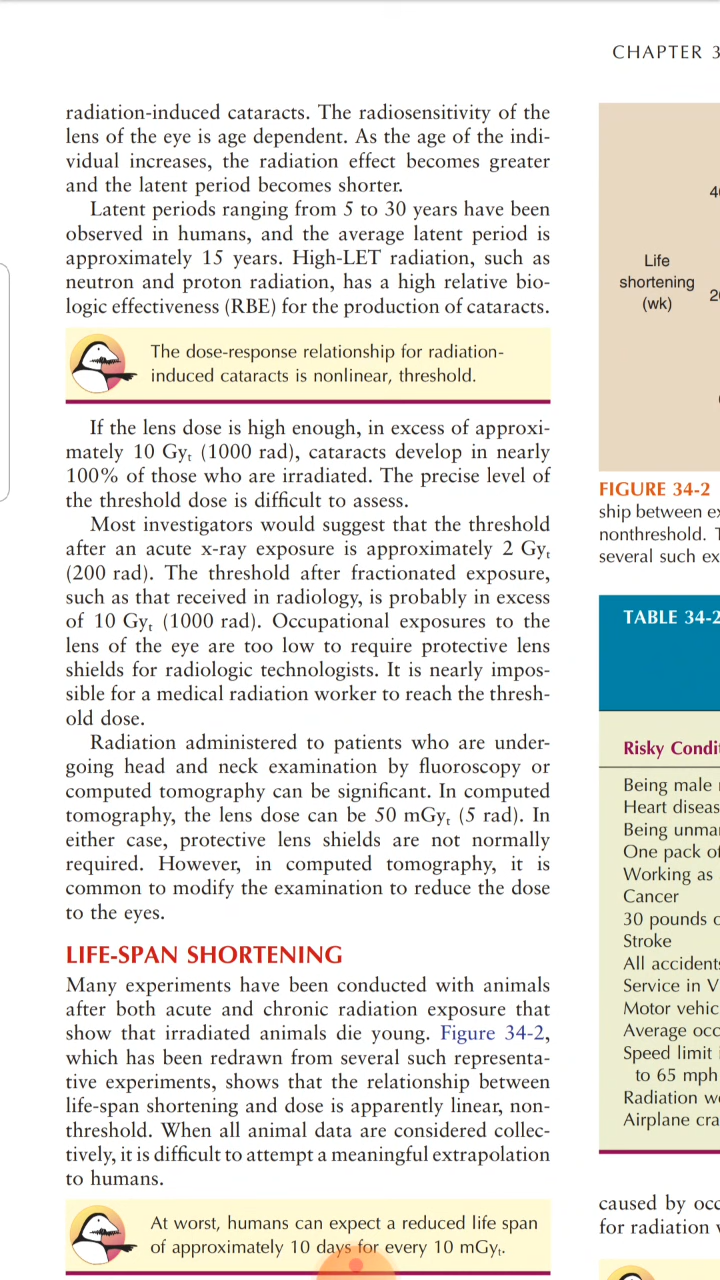 CHAPTER 3
radiation-induced cataracts. The radiosensitivity of the
lens of the eye is age dependent. As the age of the indi-
vidual increases, the radiation effect becomes greater
and the latent period becomes shorter.
Latent periods ranging from 5 to 30 years have been
observed in humans, and the average latent period is
approximately 15 years. High-LET radiation, such as
neutron and proton radiation, has a high relative bio-
logic effectiveness (RBE) for the production of cataracts.
The dose-response relationship for radiation-
induced cataracts is nonlinear, threshold.
If the lens dose is high enough, in excess of approxi-
mately 10 Gyt (1000 rad), cataracts develop in nearly
100% of those who are irradiated. The precise level of
the threshold dose is difficult to assess.
Most investigators would suggest that the threshold
after an acute x-ray exposure is approximately 2 Gyt
(200 rad). The threshold after fractionated exposure,
such as that received in radiology, is probably in excess
of 10 Gyt (1000 rad). Occupational exposures to the
lens of the eye are too low to require protective lens
shields for radiologic technologists. It is nearly impos-
sible for a medical radiation worker to reach the thresh-
old dose.
Radiation administered to patients who are under-
going head and neck examination by fluoroscopy or
computed tomography can be significant. In computed
tomography, the lens dose can be 50 mGyt (5 rad). In
either case, protective lens shields are not normally
required. However, in computed tomography, it is
common to modify the examination to reduce the dose
to the eyes.
LIFE-SPAN SHORTENING
Many experiments have been conducted with animals
after both acute and chronic radiation exposure that
show that irradiated animals die young. Figure 34-2,
which has been redrawn from several such representa-
tive experiments, shows that the relationship between
life-span shortening and dose is apparently linear, non-
threshold. When all animal data are considered collec-
tively, it is difficult to attempt a meaningful extrapolation
to humans.
At worst, humans can expect a reduced life span
of approximately 10 days for every 10 mGyt.
Life
shortening
(wk)
FIGURE 34-2
ship between
nonthreshold.
several such
TABLE 34-2
Risky
Being male
Heart
Being
One pack
Working as
Cancer
30 pounds
Stroke
All
Service in
Motor
Average
Speed limit
to 65 mph
Radiation
Airplane
caused by
for radiation